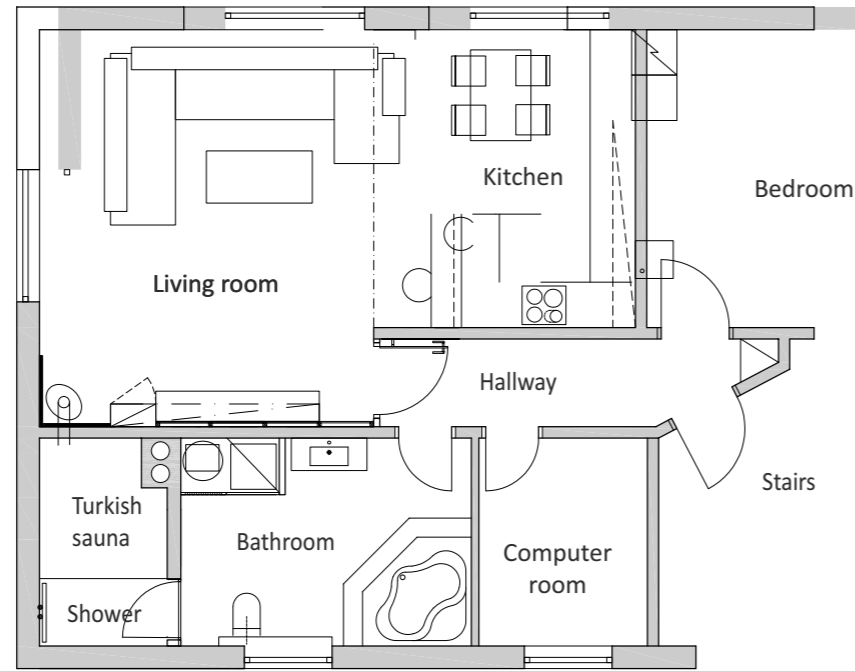 Kitchen
Bedroom
Living room
Hallway
Stairs
Turkish
sauna
Bathroom
Computer
room
Shower